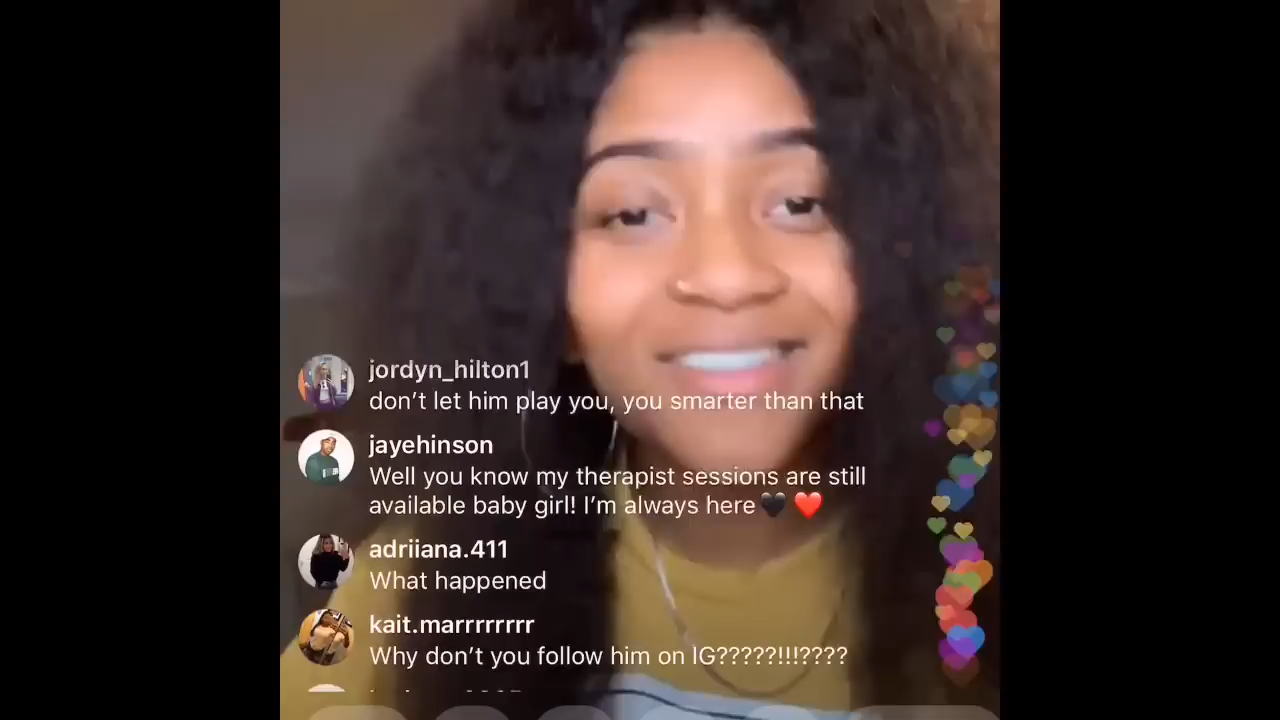 jordyn_hilton1
don't let him play you, you smarter than that
jayehinson
Well you know my therapist sessions are still
available baby girl! I'm always here🖤 ❤️
adriiana.411
What happened
kait.marrrrrrrr
Why don't you follow him on IG?????!!!????